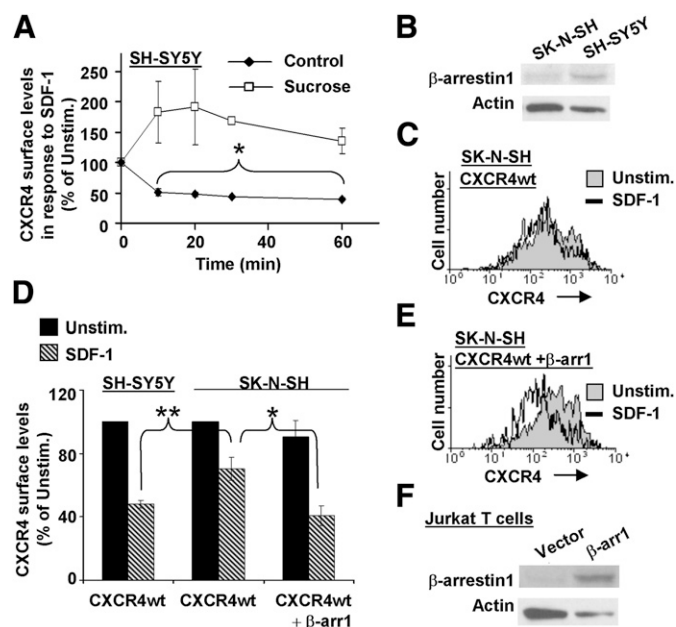 A
SH-SY5Y
Control
Sucrose
CXCR4 surface levels
in response to SDF-1
(% of Unstim.)
250
200
150
100
50
0
*
0 20 40 60
Time (min)
B
SK-N-SH
SH-SY5Y
β-arrestin1
Actin
C
SK-N-SH
CXCR4wt
Unstim.
SDF-1
Cell number
10⁰ 10¹ 10² 10³ 10⁴
CXCR4
D
Unstim.
SDF-1
SH-SY5Y SK-N-SH
CXCR4 surface levels
(% of Unstim.)
120
80
40
0
** *
CXCR4wt CXCR4wt CXCR4wt
+ β-arr1
E
SK-N-SH
CXCR4wt +β-arr1
Unstim.
SDF-1
Cell number
10⁰ 10¹ 10² 10³ 10⁴
CXCR4
F
Jurkat T cells
Vector
β-arr1
β-arrestin1
Actin